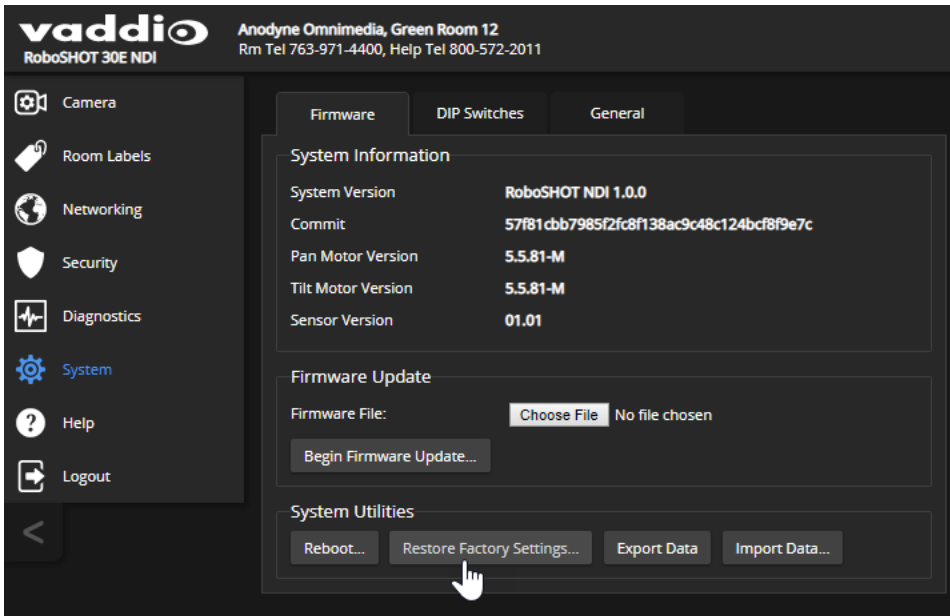 vaddio
RoboSHOT 30E NDI
Anodyne Omnimedia, Green Room 12
Rm Tel 763-971-4400, Help Tel 800-572-2011
Camera
Room Labels
Networking
Security
Diagnostics
System
Help
Logout
<
Firmware DIP Switches General
System Information
System Version RoboSHOT NDI 1.0.0
Commit 57f81cbb7985f2fc8f138ac9c48c124bcf8f9e7c
Pan Motor Version 5.5.81-M
Tilt Motor Version 5.5.81-M
Sensor Version 01.01
Firmware Update
Firmware File: Choose File No file chosen
Begin Firmware Update...
System Utilities
Reboot... Restore Factory Settings... Export Data Import Data...